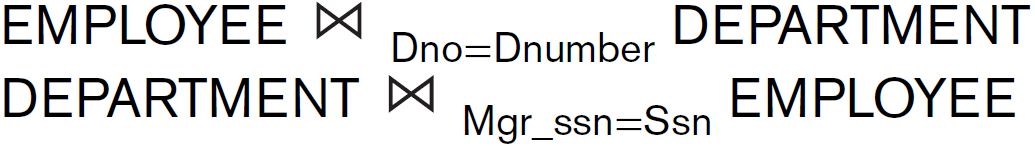 EMPLOYEE ⋈ Dno=Dnumber DEPARTMENT
DEPARTMENT ⋈ Mgr_ssn=Ssn EMPLOYEE